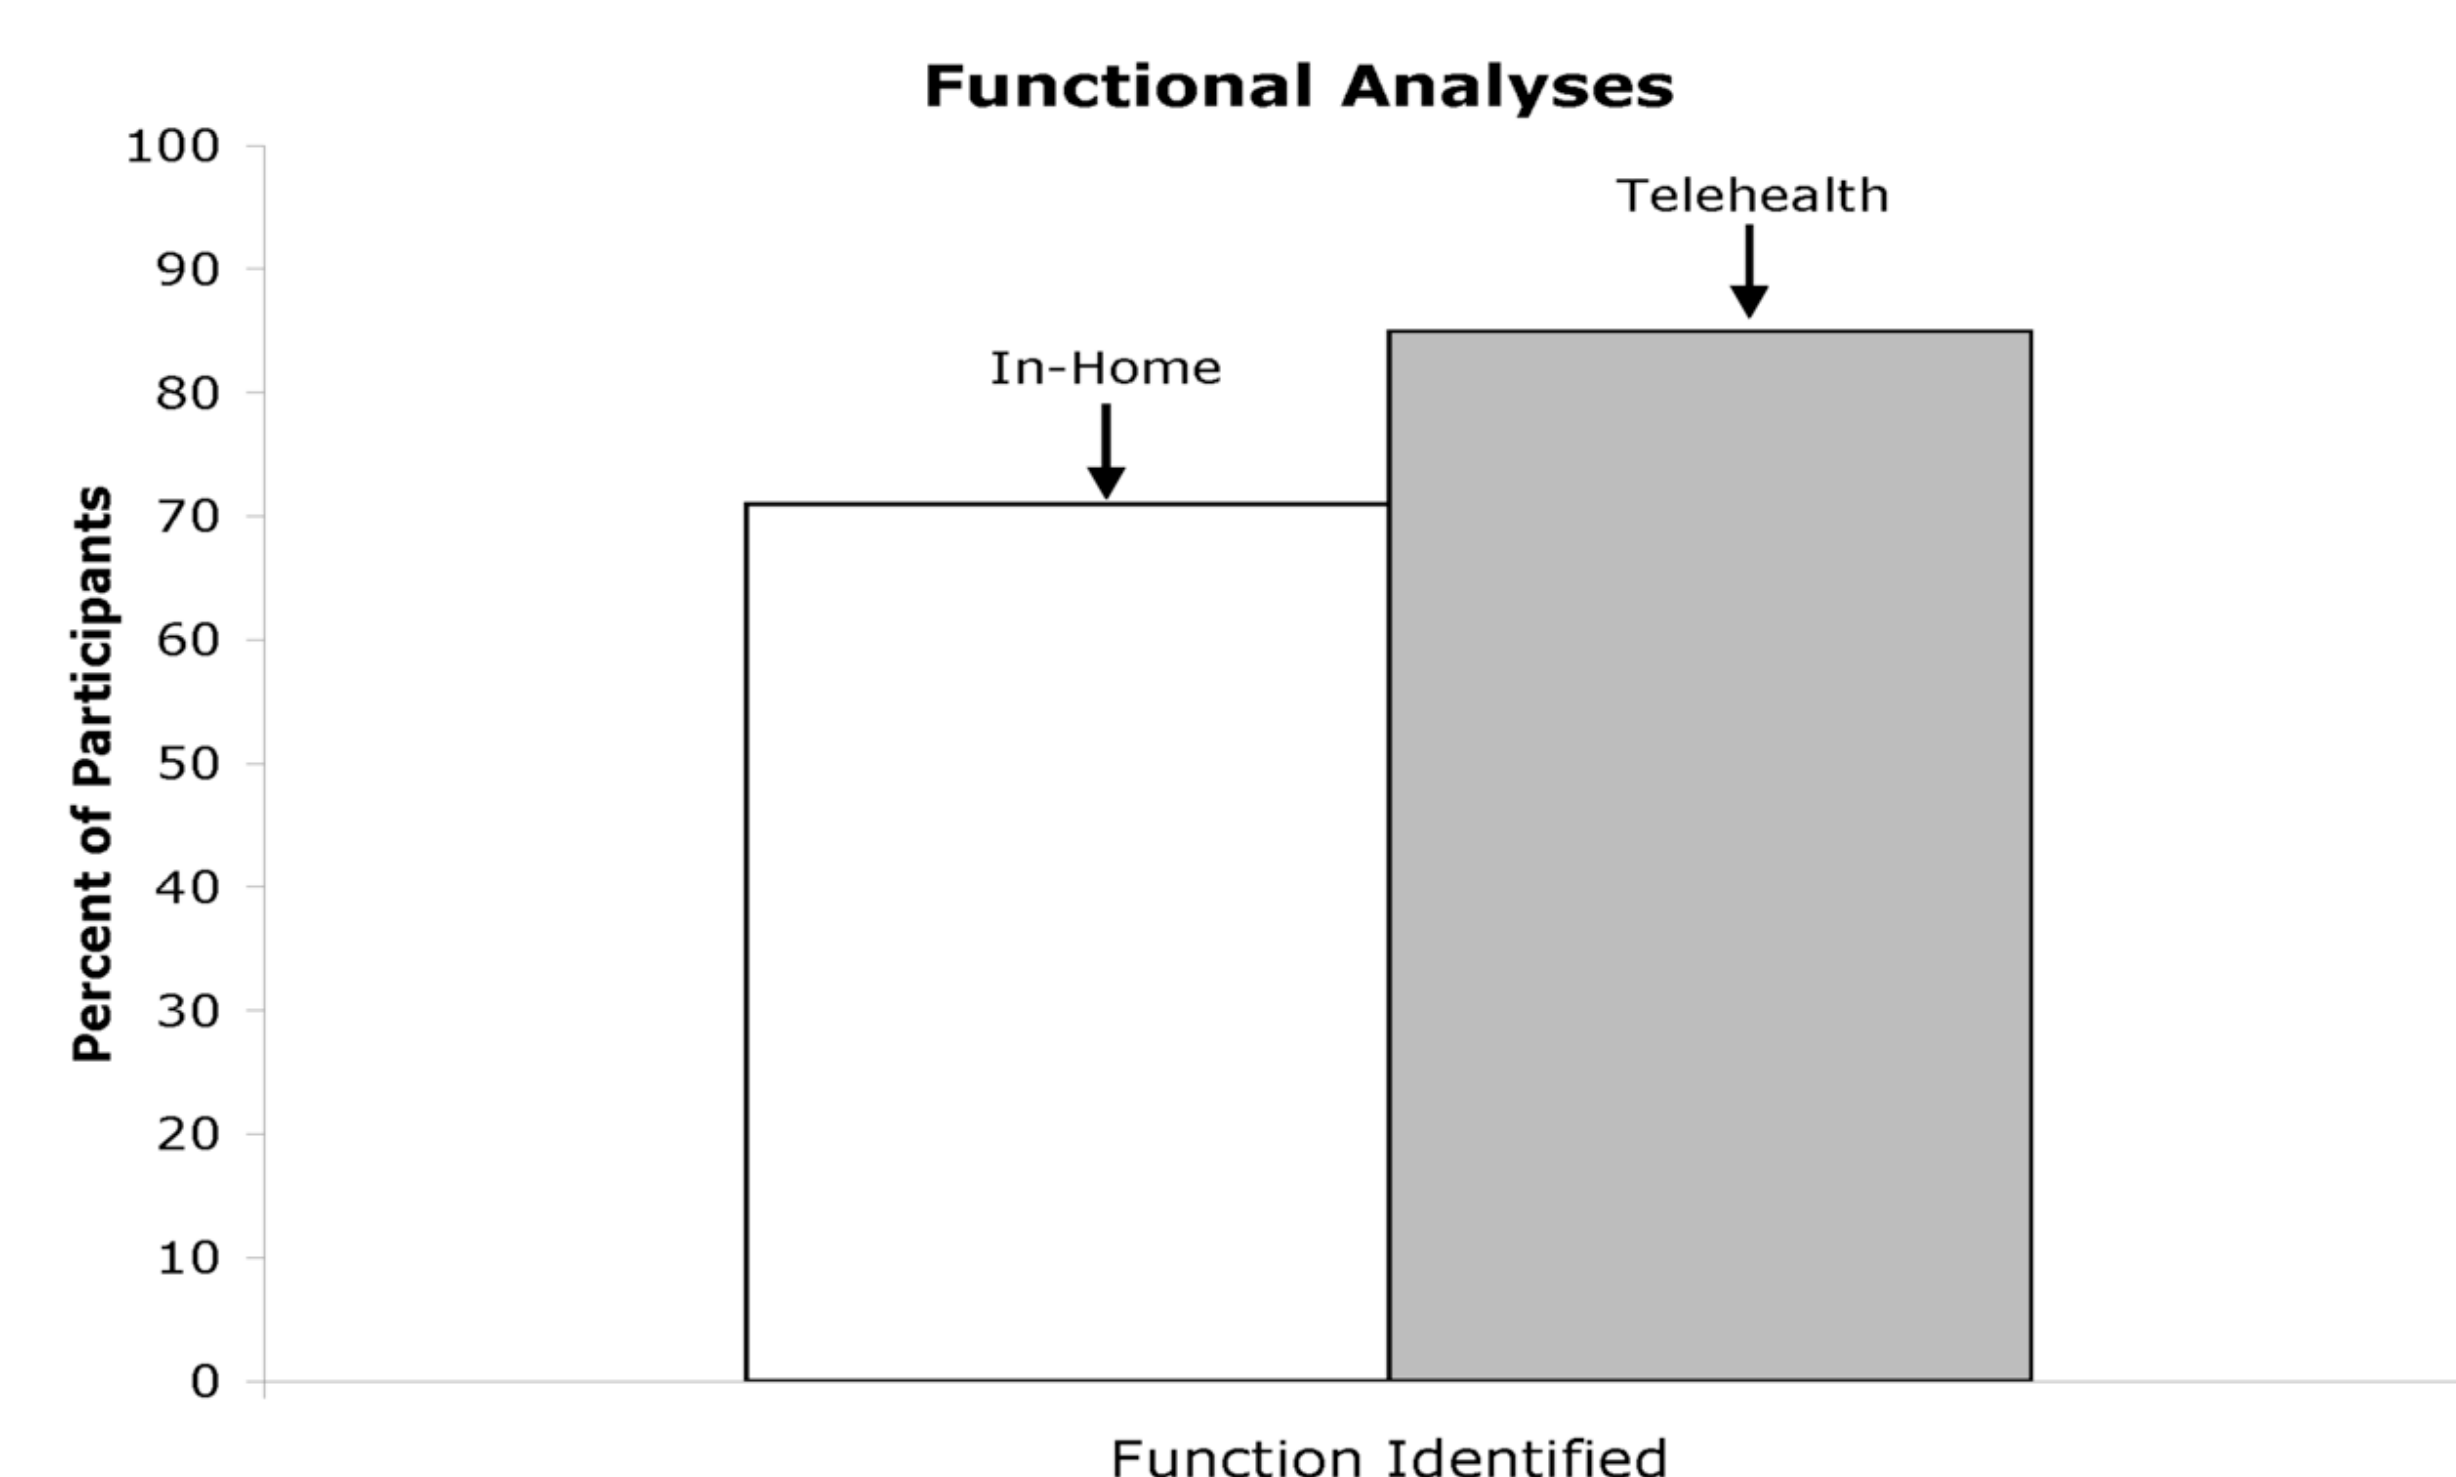 Functional Analyses
100
Telehealth
90
In-Home
80
70
60
50
40
30
20
10
0
Percent of Participants
Function Identified